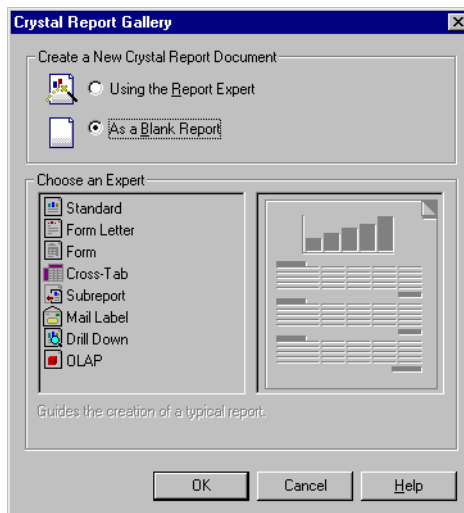 Crystal Report Gallery
Create a New Crystal Report Document
Using the Report Expert
As a Blank Report
Choose an Expert
Standard
Form Letter
Form
Cross-Tab
Subreport
Mail Label
Drill Down
OLAP
Guides the creation of a typical report.
OK Cancel Help